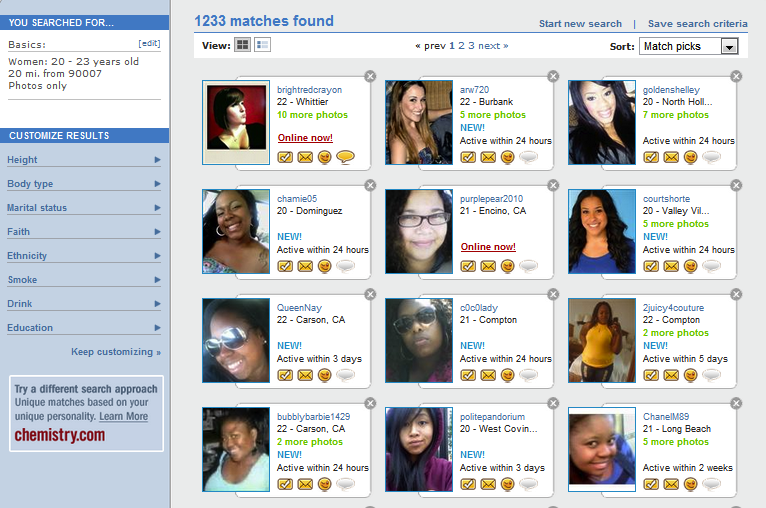 YOU SEARCHED FOR...
Basics: [edit]
Women: 20 - 23 years old
20 mi. from 90007
Photos only
CUSTOMIZE RESULTS
Height
Body type
Marital status
Faith
Ethnicity
Smoke
Drink
Education
Keep customizing »
Try a different search approach
Unique matches based on your
unique personality. Learn More
chemistry.com
1233 matches found
Start new search | Save search criteria
View:
« prev 1 2 3 next »
Sort: Match picks
brightredcrayon
22 - Whittier
10 more photos
Online now!
arw720
22 - Burbank
5 more photos
NEW!
Active within 24 hours
goldenshelley
20 - North Holl...
7 more photos
Active within 24 hours
chamie05
20 - Dominguez
NEW!
Active within 24 hours
purplepear2010
21 - Encino, CA
Online now!
courtshorte
20 - Valley Vil...
5 more photos
NEW!
Active within 24 hours
QueenNay
22 - Carson, CA
NEW!
Active within 3 days
c0c0lady
21 - Compton
NEW!
Active within 24 hours
2juicy4couture
22 - Compton
2 more photos
NEW!
Active within 5 days
bubblybarbie1429
22 - Carson, CA
2 more photos
NEW!
Active within 24 hours
politepandorium
20 - West Covin...
NEW!
Active within 3 days
ChanelM89
21 - Long Beach
5 more photos
Active within 2 weeks